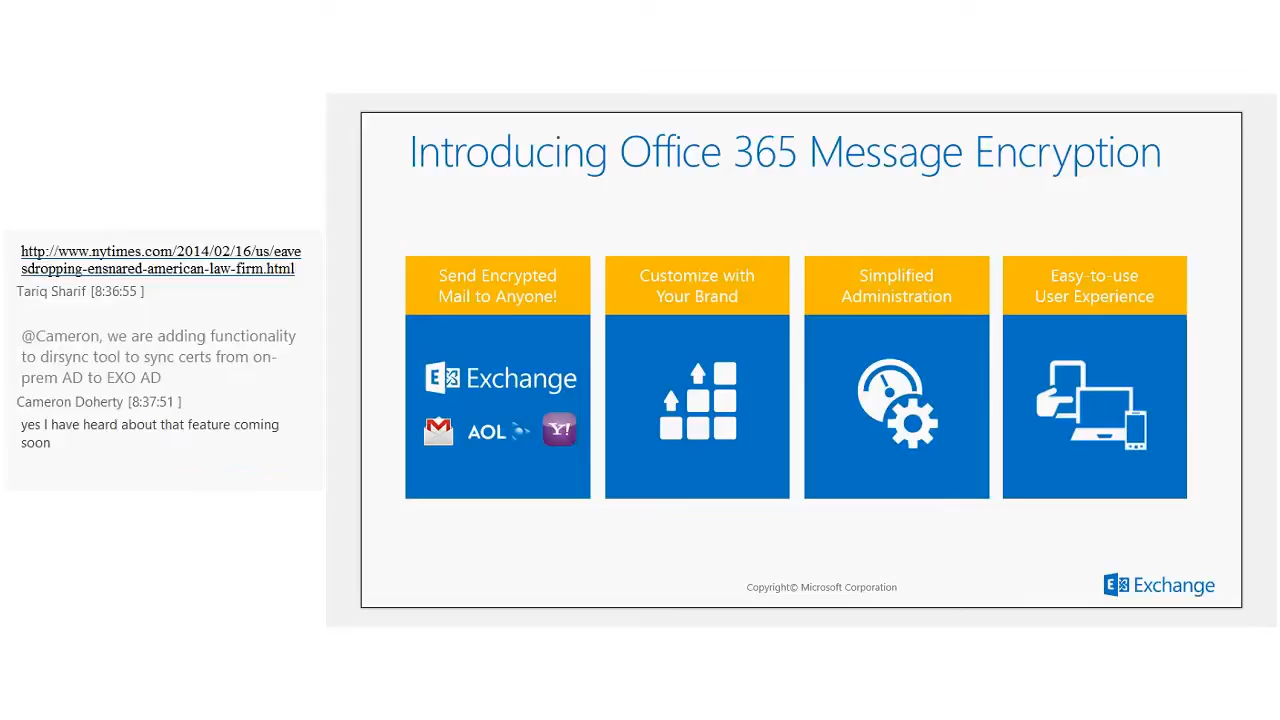 http://www.nytimes.com/2014/02/16/us/eave
sdropping-ensnared-american-law-firm.html
Tariq Sharif [8:36:55 ]
@Cameron, we are adding functionality
to dirsync tool to sync certs from on-
prem AD to EXO AD
Cameron Doherty [8:37:51 ]
yes I have heard about that feature coming
soon
Introducing Office 365 Message Encryption
Send Encrypted
Mail to Anyone!
E Exchange
AOL
Y!
Customize with
Your Brand
Simplified
Administration
Easy-to-use
User Experience
Copyright© Microsoft Corporation
E Exchange